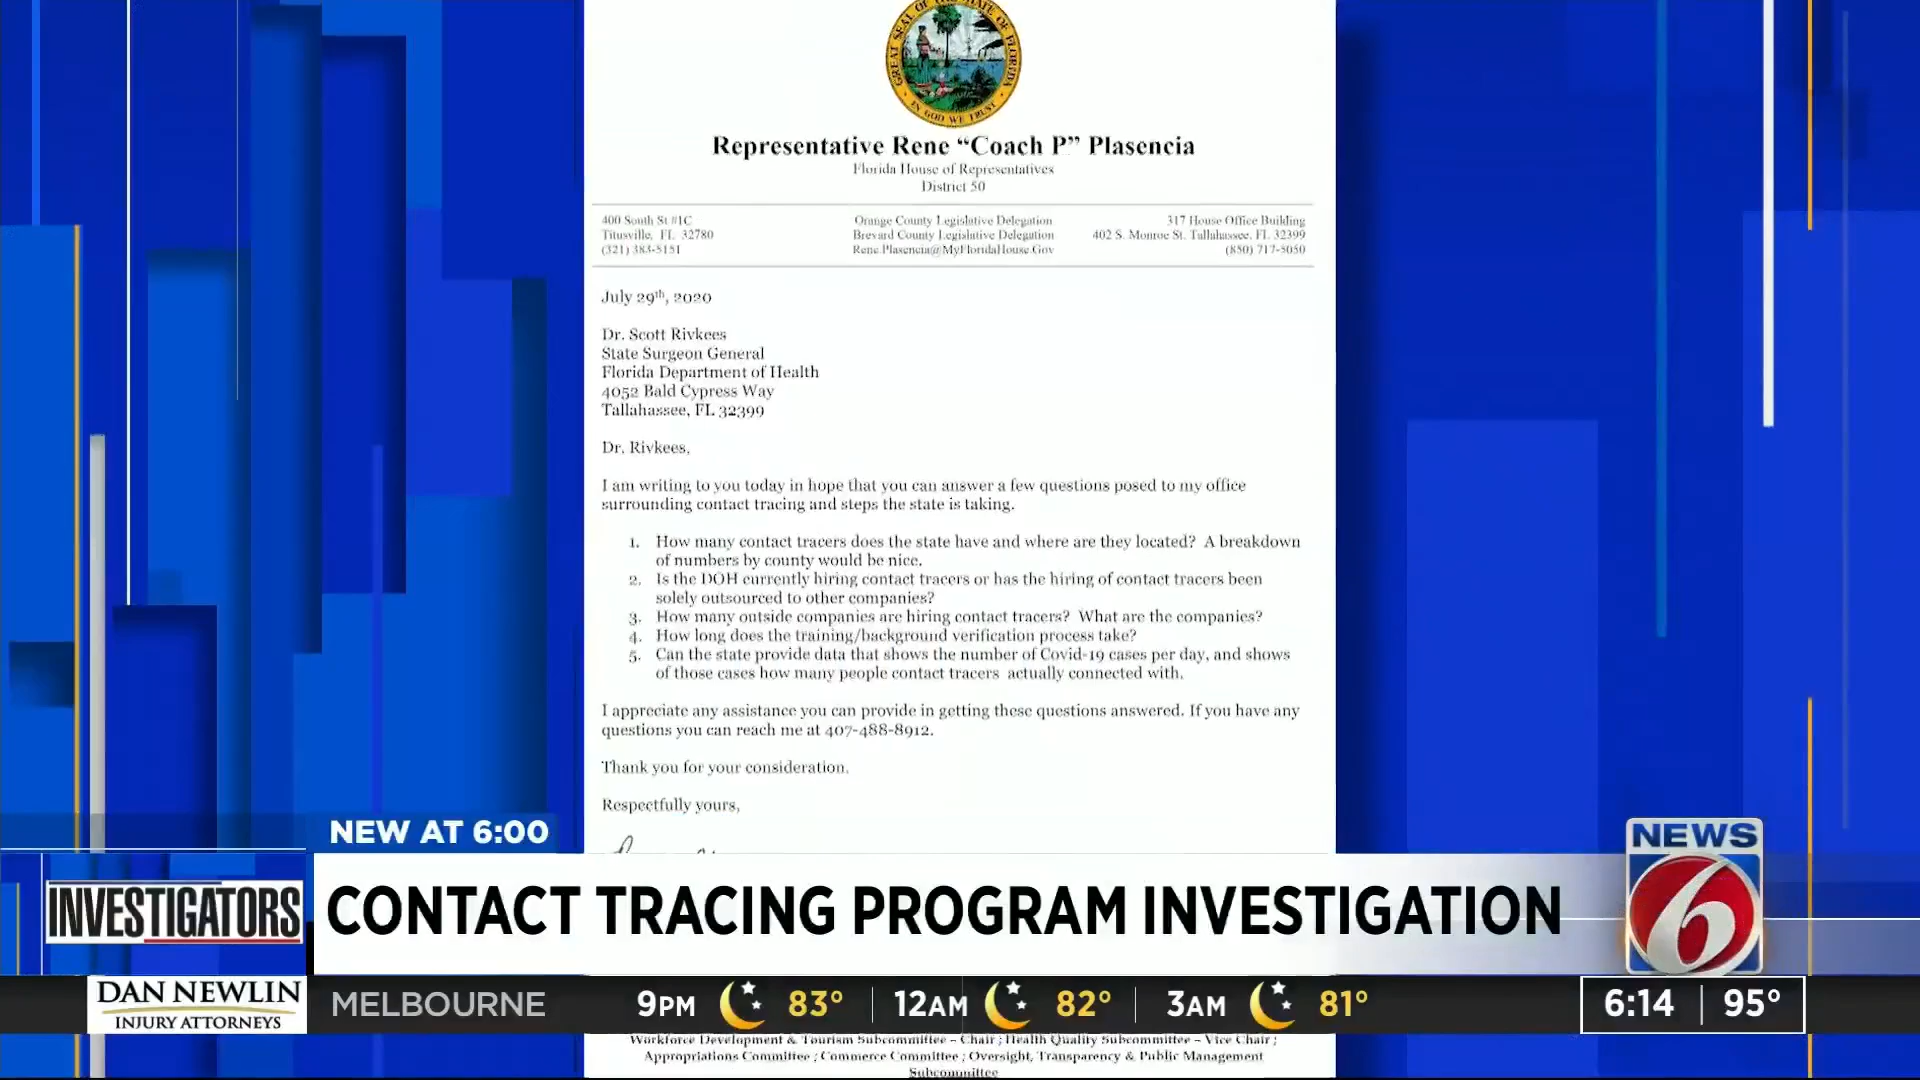 GREAT SEAL OF THE STATE OF FLORIDA
IN GOD WE TRUST
Representative Rene “Coach P” Plasencia
Florida House of Representatives
District 50
400 South St #1C
Titusville, FL 32780
(321) 383-5151
Orange County Legislative Delegation
Brevard County Legislative Delegation
Rene.Plasencia@MyFloridaHouse.Gov
317 House Office Building
402 S. Monroe St. Tallahassee, FL 32399
(850) 717-5050
July 29th, 2020
Dr. Scott Rivkees
State Surgeon General
Florida Department of Health
4052 Bald Cypress Way
Tallahassee, FL 32399
Dr. Rivkees,
I am writing to you today in hope that you can answer a few questions posed to my office
surrounding contact tracing and steps the state is taking.
1. How many contact tracers does the state have and where are they located? A breakdown
of numbers by county would be nice.
2. Is the DOH currently hiring contact tracers or has the hiring of contact tracers been
solely outsourced to other companies?
3. How many outside companies are hiring contact tracers? What are the companies?
4. How long does the training/background verification process take?
5. Can the state provide data that shows the number of Covid-19 cases per day, and shows
of those cases how many people contact tracers actually connected with.
I appreciate any assistance you can provide in getting these questions answered. If you have any
questions you can reach me at 407-488-8912.
Thank you for your consideration.
Respectfully yours,
NEW AT 6:00
INVESTIGATORS
CONTACT TRACING PROGRAM INVESTIGATION
NEWS
6
DAN NEWLIN
INJURY ATTORNEYS
MELBOURNE
9PM 83° 12AM 82° 3AM 81°
6:14 95°
Workforce Development & Tourism Subcommittee – Chair ; Health Quality Subcommittee – Vice Chair ;
Appropriations Committee ; Commerce Committee ; Oversight, Transparency & Public Management
Subcommittee